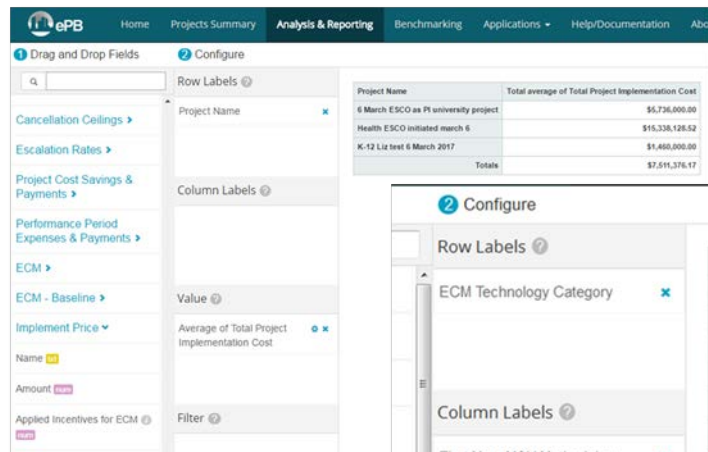 ePB Home Projects Summary Analysis & Reporting Benchmarking Applications Help/Documentation Abo
1 Drag and Drop Fields
2 Configure
Cancellation Ceilings
Escalation Rates
Project Cost Savings &
Payments
Performance Period
Expenses & Payments
ECM
ECM - Baseline
Implement Price
Name txt
Amount num
Applied Incentives for ECM
num
Row Labels
Project Name
Column Labels
Value
Average of Total Project
Implementation Cost
Filter
Project Name Total average of Total Project Implementation Cost
6 March ESCO as PI university project $5,736,000.00
Health ESCO initiated march 6 $15,338,128.52
K-12 Liz test 6 March 2017 $1,460,000.00
Totals $7,511,376.17
2 Configure
Row Labels
ECM Technology Category
Column Labels